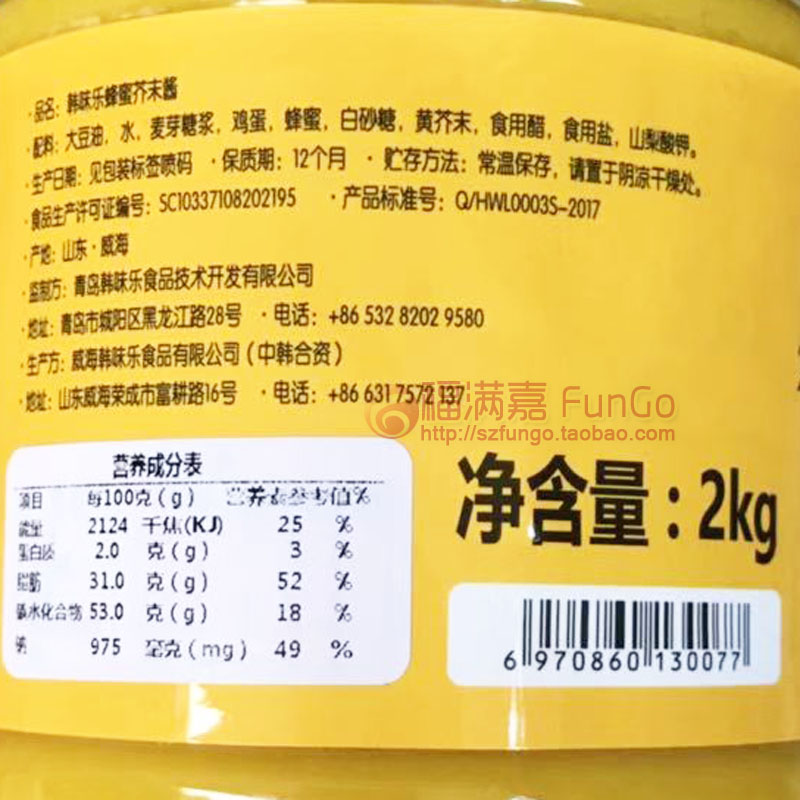 ·品名：韩味乐蜂蜜芥末酱
·配料：大豆油，水，麦芽糖浆，鸡蛋，蜂蜜，白砂糖，黄芥末，食用醋，食用盐，山梨酸钾。
·生产日期：见包装标签喷码 ·保质期：12个月 ·贮存方法：常温保存，请置于阴凉干燥处。
·食品生产许可证编号：SC10337108202195 ·产品标准号：Q/HWL0003S-2017
·产地：山东·威海
·监制方：青岛韩味乐食品技术开发有限公司
·地址：青岛市城阳区黑龙江路28号 ·电话：+86 532 8202 9580
·生产方：威海韩味乐食品有限公司（中韩合资）
·地址：山东威海荣成市富耕路16号 ·电话：+86 631 7572 137
福满嘉 FunGo
http://szfungo.taobao.com
营养成分表
项目 每100克(g) 营养素参考值%
能量 2124 千焦(KJ) 25 %
蛋白质 2.0 克(g) 3 %
脂肪 31.0 克(g) 52 %
碳水化合物 53.0 克(g) 18 %
钠 975 毫克(mg) 49 %
净含量：2kg
6 970860 130077